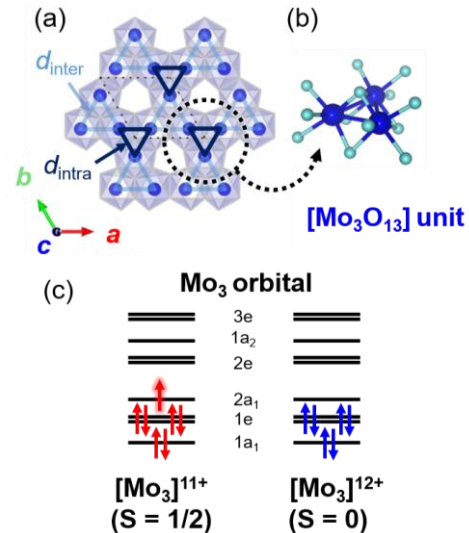 (a)
(b)
d_inter
d_intra
b
c
a
[Mo₃O₁₃] unit
(c)
Mo₃ orbital
3e
1a₂
2e
2a₁
1e
1a₁
[Mo₃]¹¹⁺
(S = 1/2)
[Mo₃]¹²⁺
(S = 0)